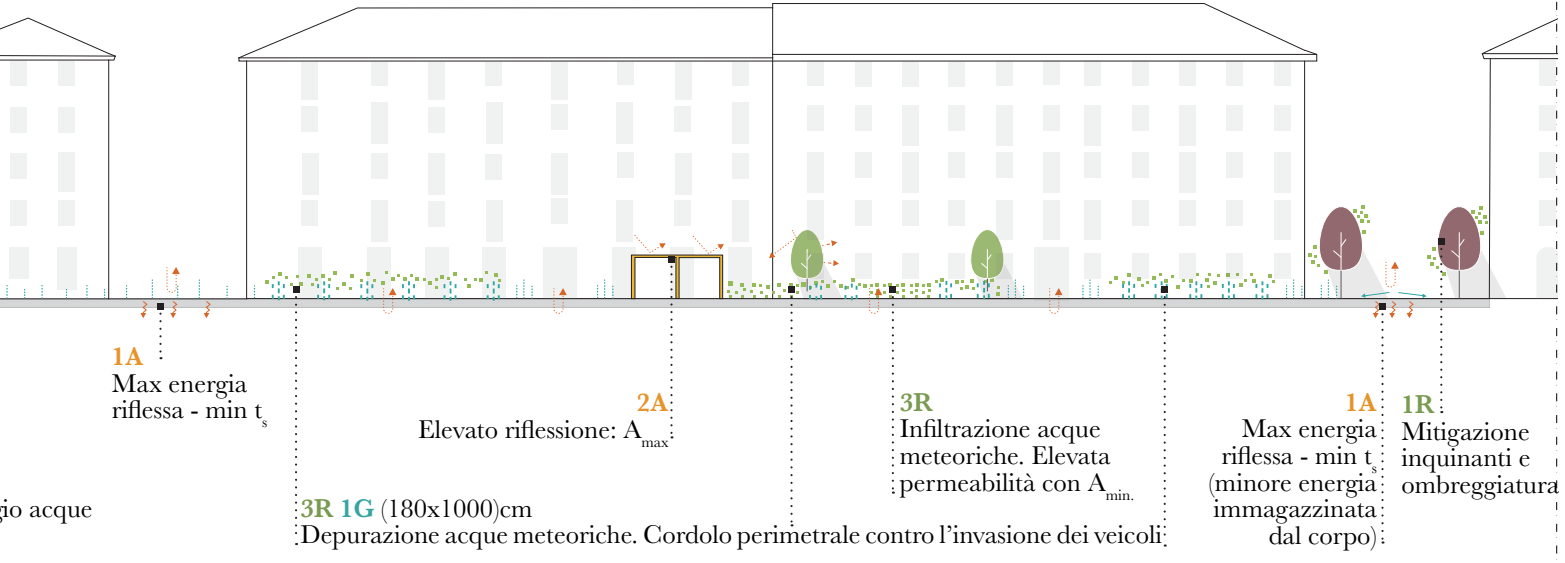 1A
Max energia
riflessa - min ts
gio acque
3R 1G (180x1000)cm
Depurazione acque meteoriche. Cordolo perimetrale contro l'invasione dei veicoli
2A
Elevato riflessione: Amax
3R
Infiltrazione acque
meteoriche. Elevata
permeabilità con Amin.
1A
Max energia
riflessa - min ts
(minore energia
immagazzinata
dal corpo)
1R
Mitigazione
inquinanti e
ombreggiatura